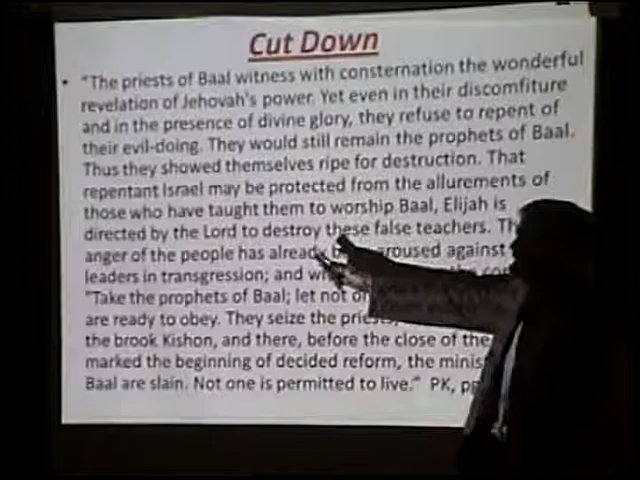 Cut Down
• "The priests of Baal witness with consternation the wonderful
revelation of Jehovah's power. Yet even in their discomfiture
and in the presence of divine glory, they refuse to repent of
their evil-doing. They would still remain the prophets of Baal.
Thus they showed themselves ripe for destruction. That
repentant Israel may be protected from the allurements of
those who have taught them to worship Baal, Elijah is
directed by the Lord to destroy these false teachers.
anger of the people has already aroused against
leaders in transgression; and
"Take the prophets of Baal; let not
are ready to obey. They seize the
the brook Kishon, and there, before the close of the
marked the beginning of decided reform, the
Baal are slain. Not one is permitted to live." PK,